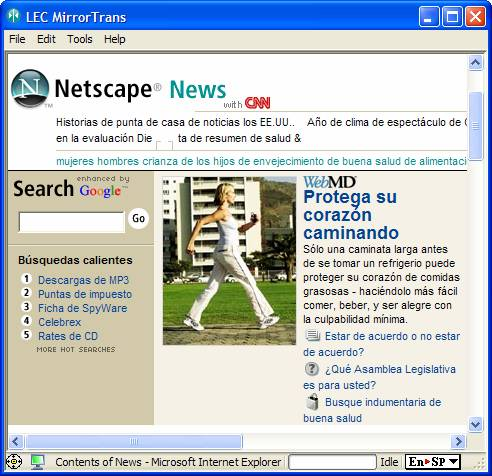 LEC MirrorTrans
File Edit Tools Help
N Netscape® News
TM
with CNN
Historias de punta de casa de noticias los EE.UU.. Año de clima de espectáculo de
en la evaluación Die ta de resumen de salud &
mujeres hombres crianza de los hijos de envejecimiento de buena salud de alimentaci
Search enhanced by Google™
Go
Búsquedas calientes
1 Descargas de MP3
2 Puntas de impuesto
3 Ficha de SpyWare
4 Celebrex
5 Rates de CD
MORE HOT SEARCHES
WebMD
Protega su
corazón
caminando
Sólo una caminata larga antes
de se tomar un refrigerio puede
proteger su corazón de comidas
grasosas - haciéndolo más fácil
comer, beber, y ser alegre con
la culpabilidad mínima.
Estar de acuerdo o no estar
de acuerdo?
¿Qué Asamblea Legislativa
es para usted?
Busque indumentaria de
buena salud
Contents of News - Microsoft Internet Explorer Idle En SP